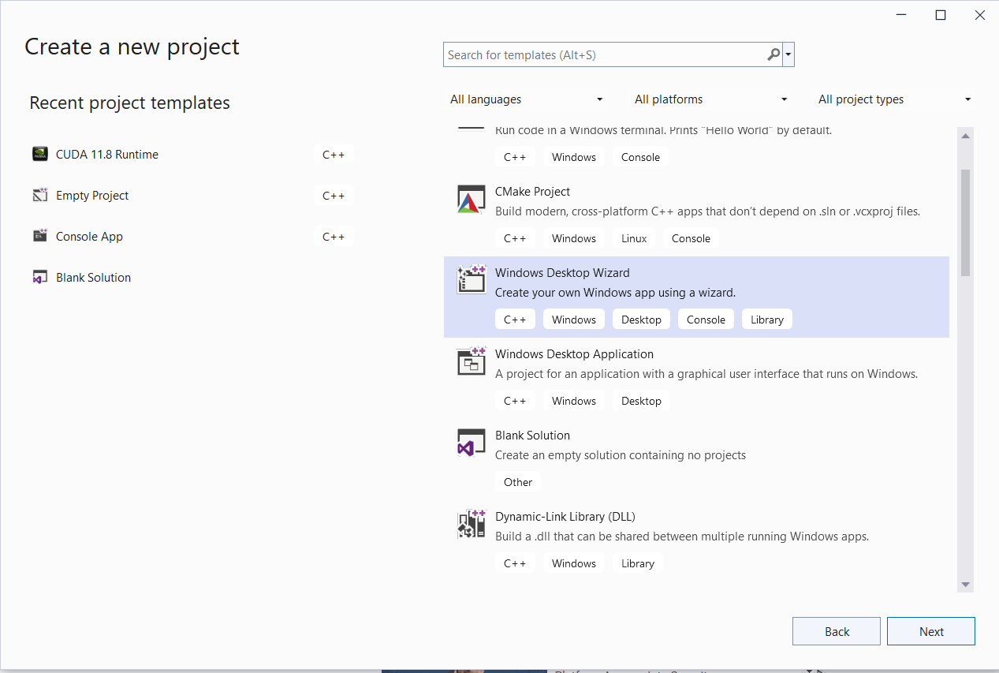 Create a new project
Search for templates (Alt+S)
Recent project templates
All languages
All platforms
All project types
CUDA 11.8 Runtime
C++
Empty Project
C++
Console App
C++
Blank Solution
Run code in a Windows terminal. Prints "Hello World" by default.
C++ Windows Console
CMake Project
Build modern, cross-platform C++ apps that don't depend on .sln or .vcxproj files.
C++ Windows Linux Console
Windows Desktop Wizard
Create your own Windows app using a wizard.
C++ Windows Desktop Console Library
Windows Desktop Application
A project for an application with a graphical user interface that runs on Windows.
C++ Windows Desktop
Blank Solution
Create an empty solution containing no projects
Other
Dynamic-Link Library (DLL)
Build a .dll that can be shared between multiple running Windows apps.
C++ Windows Library
Back
Next